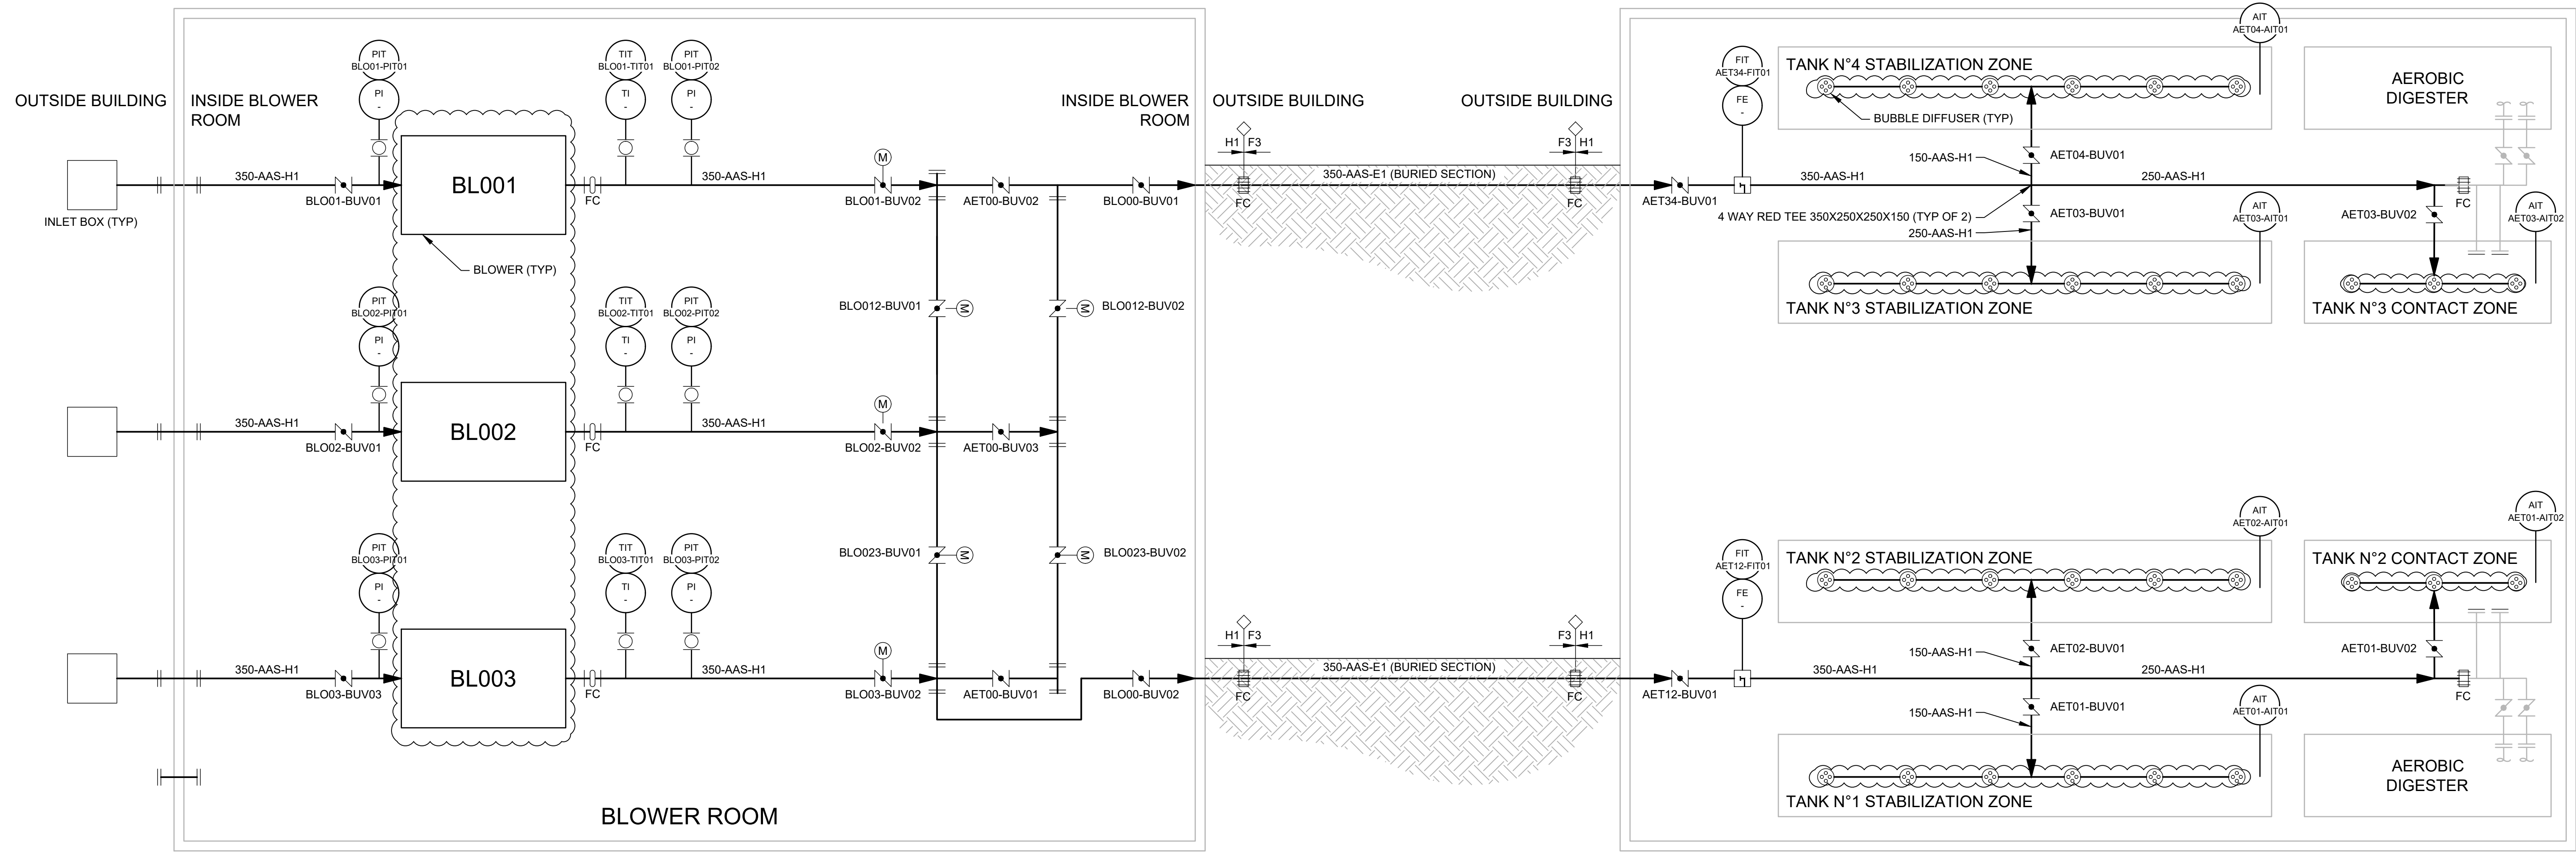 AIT
AET04-AIT01
PIT
BLO01-PIT01
PI
-
TIT
BLO01-TIT01
TI
-
PIT
BLO01-PIT02
PI
-
FIT
AET34-FIT01
FE
-
TANK N°4 STABILIZATION ZONE
BUBBLE DIFFUSER (TYP)
AEROBIC
DIGESTER
OUTSIDE BUILDING
INSIDE BLOWER
ROOM
INSIDE BLOWER
ROOM
OUTSIDE BUILDING
OUTSIDE BUILDING
H1
F3
F3
H1
INLET BOX (TYP)
350-AAS-H1
BLO01-BUV01
BL001
BLOWER (TYP)
FC
350-AAS-H1
M
BLO01-BUV02
AET00-BUV02
BLO00-BUV01
350-AAS-E1 (BURIED SECTION)
FC
FC
AET34-BUV01
350-AAS-H1
150-AAS-H1
AET04-BUV01
250-AAS-H1
4 WAY RED TEE 350X250X250X150 (TYP OF 2)
AET03-BUV01
250-AAS-H1
AIT
AET03-AIT01
AET03-BUV02
FC
AIT
AET03-AIT02
TANK N°3 STABILIZATION ZONE
TANK N°3 CONTACT ZONE
BLO012-BUV01
M
M
BLO012-BUV02
PIT
BLO02-PIT01
PI
-
TIT
BLO02-TIT01
TI
-
PIT
BLO02-PIT02
PI
-
350-AAS-H1
BLO02-BUV01
BL002
FC
350-AAS-H1
M
BLO02-BUV02
AET00-BUV03
BLO023-BUV01
M
M
BLO023-BUV02
PIT
BLO03-PIT01
PI
-
TIT
BLO03-TIT01
TI
-
PIT
BLO03-PIT02
PI
-
FIT
AET12-FIT01
FE
-
AIT
AET02-AIT01
AIT
AET01-AIT02
TANK N°2 STABILIZATION ZONE
TANK N°2 CONTACT ZONE
H1
F3
F3
H1
350-AAS-H1
BLO03-BUV03
BL003
FC
350-AAS-H1
M
BLO03-BUV02
AET00-BUV01
BLO00-BUV02
350-AAS-E1 (BURIED SECTION)
FC
FC
AET12-BUV01
350-AAS-H1
150-AAS-H1
AET02-BUV01
250-AAS-H1
AET01-BUV02
FC
150-AAS-H1
AET01-BUV01
AIT
AET01-AIT01
TANK N°1 STABILIZATION ZONE
AEROBIC
DIGESTER
BLOWER ROOM